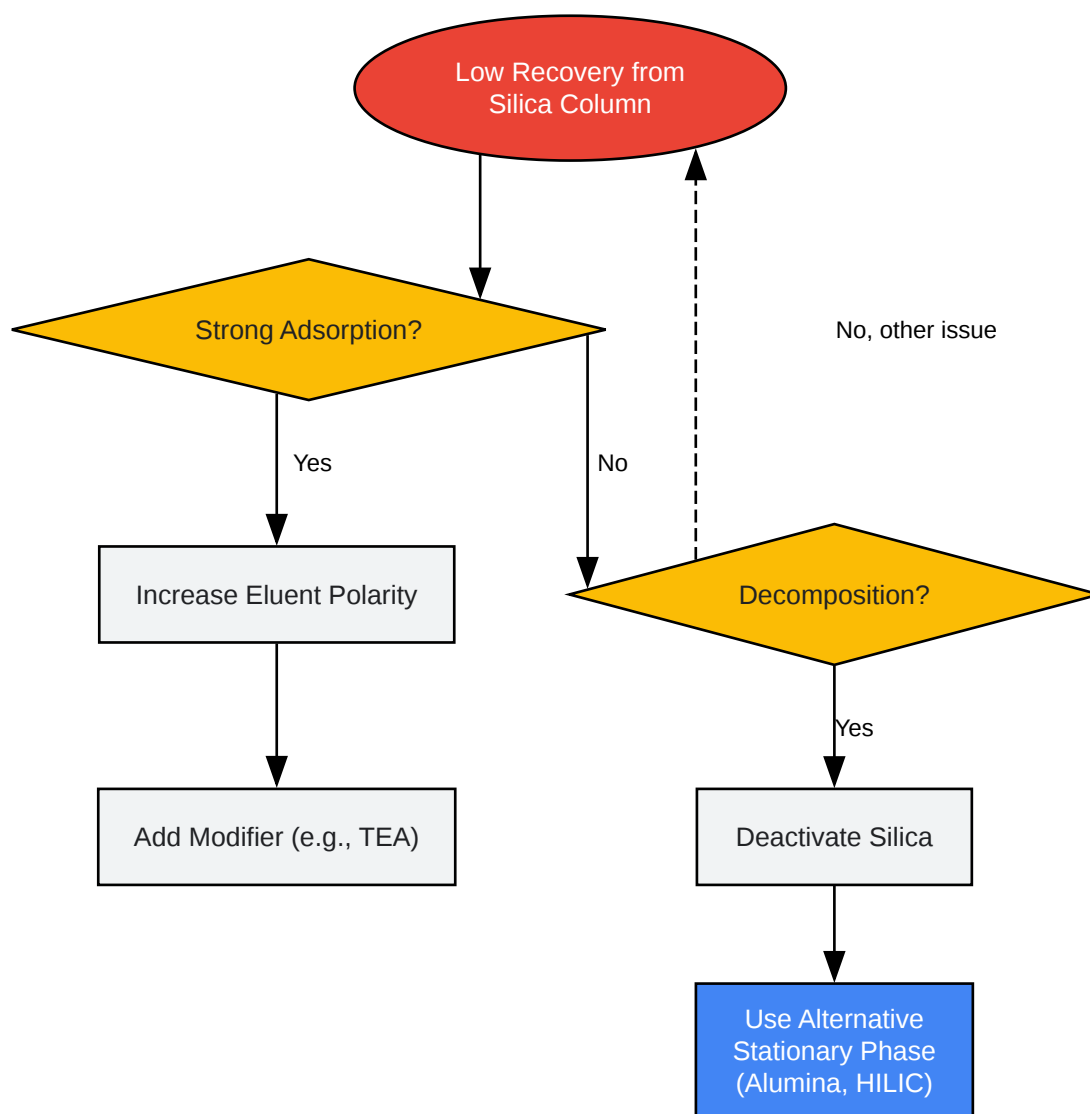 Low Recovery from
Silica Column
Strong Adsorption?
No, other issue
Yes
No
Increase Eluent Polarity
Decomposition?
Yes
Add Modifier (e.g., TEA)
Deactivate Silica
Use Alternative
Stationary Phase
(Alumina, HILIC)